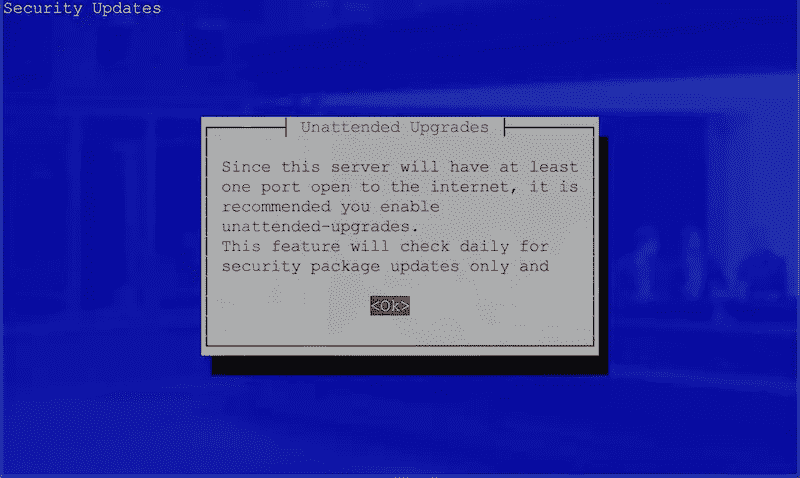 Security Updates
Unattended Upgrades
Since this server will have at least
one port open to the internet, it is
recommended you enable
unattended-upgrades.
This feature will check daily for
security package updates only and
<Ok>